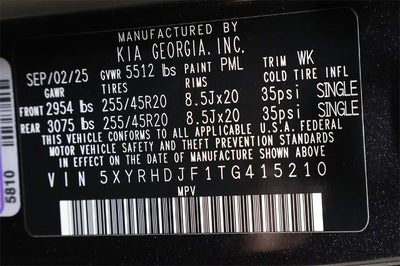 MANUFACTURED BY
KIA GEORGIA, INC.
SEP/02/25 GVWR 5512 lbs PAINT PML TRIM WK
GAWR TIRES RIMS COLD TIRE INFL
FRONT 2954 lbs 255/45R20 8.5Jx20 35psi SINGLE
REAR 3075 lbs 255/45R20 8.5Jx20 35psi SINGLE
THIS VEHICLE CONFORMS TO ALL APPLICABLE U.S.A. FEDERAL
MOTOR VEHICLE SAFETY AND THEFT PREVENTION STANDARDS
IN EFFECT ON THE DATE OF MANUFACTURE SHOWN ABOVE
VIN 5XYRHDJF1TG415210
MPV
5810